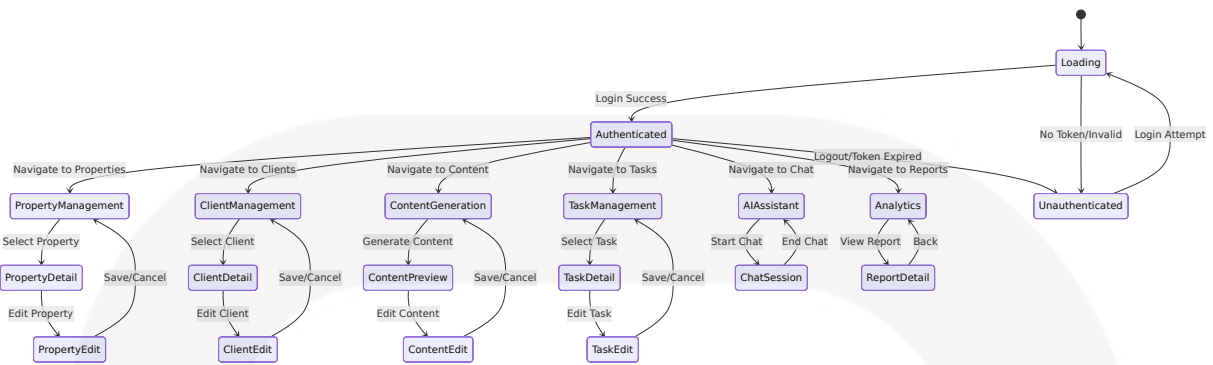 Loading
Login Success
Authenticated
No Token/Invalid
Login Attempt
Logout/Token Expired
Navigate to Properties
Navigate to Clients
Navigate to Content
Navigate to Tasks
Navigate to Chat
Navigate to Reports
PropertyManagement
ClientManagement
ContentGeneration
TaskManagement
AIAssistant
Analytics
Unauthenticated
Select Property
Select Client
Generate Content
Select Task
Start Chat
End Chat
View Report
Back
PropertyDetail
Save/Cancel
ClientDetail
Save/Cancel
ContentPreview
Save/Cancel
TaskDetail
Save/Cancel
ChatSession
ReportDetail
Edit Property
Edit Client
Edit Content
Edit Task
PropertyEdit
ClientEdit
ContentEdit
TaskEdit